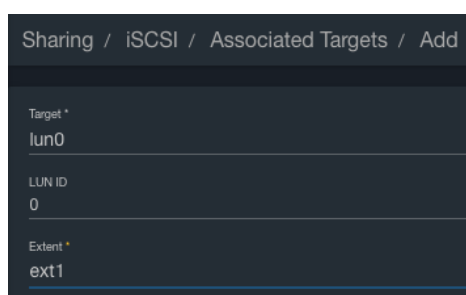 Sharing / iSCSI / Associated Targets / Add
Target *
lun0
LUN ID
0
Extent *
ext1